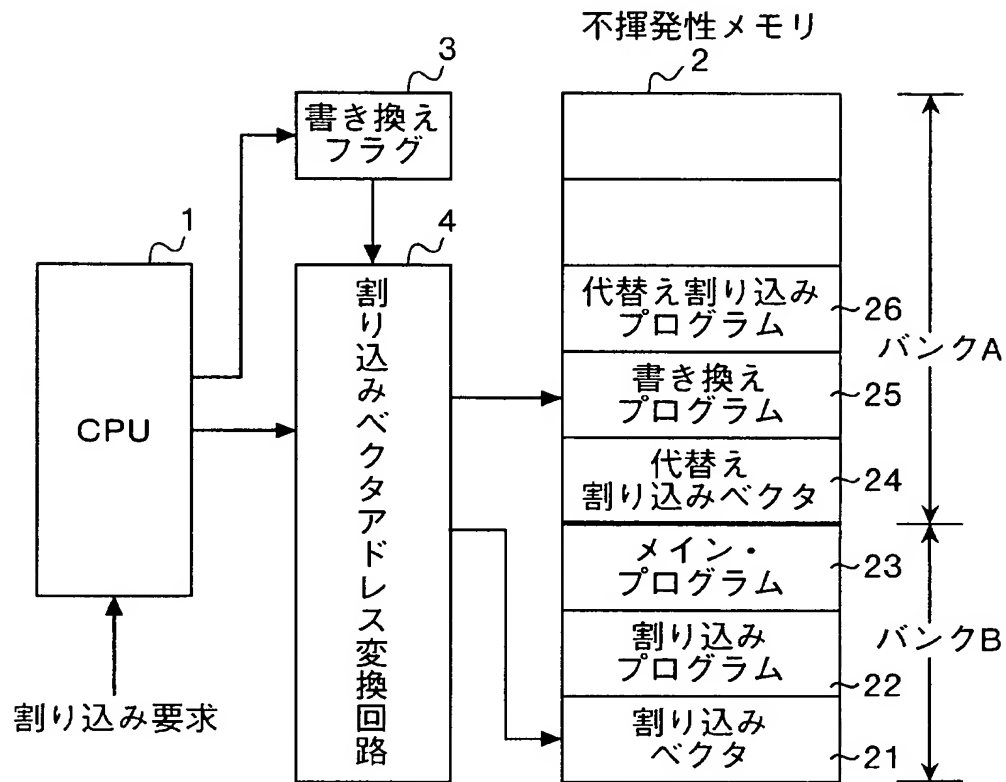 不揮発性メモリ
3
2
書き換え
フラグ
1
4
CPU
割り込み要求
割り込みベクタアドレス変換回路
代替え割り込み
プログラム
26
書き換え
プログラム
25
代替え
割り込みベクタ
24
バンクA
メイン・
プログラム
23
割り込み
プログラム
22
割り込み
ベクタ
21
バンクB